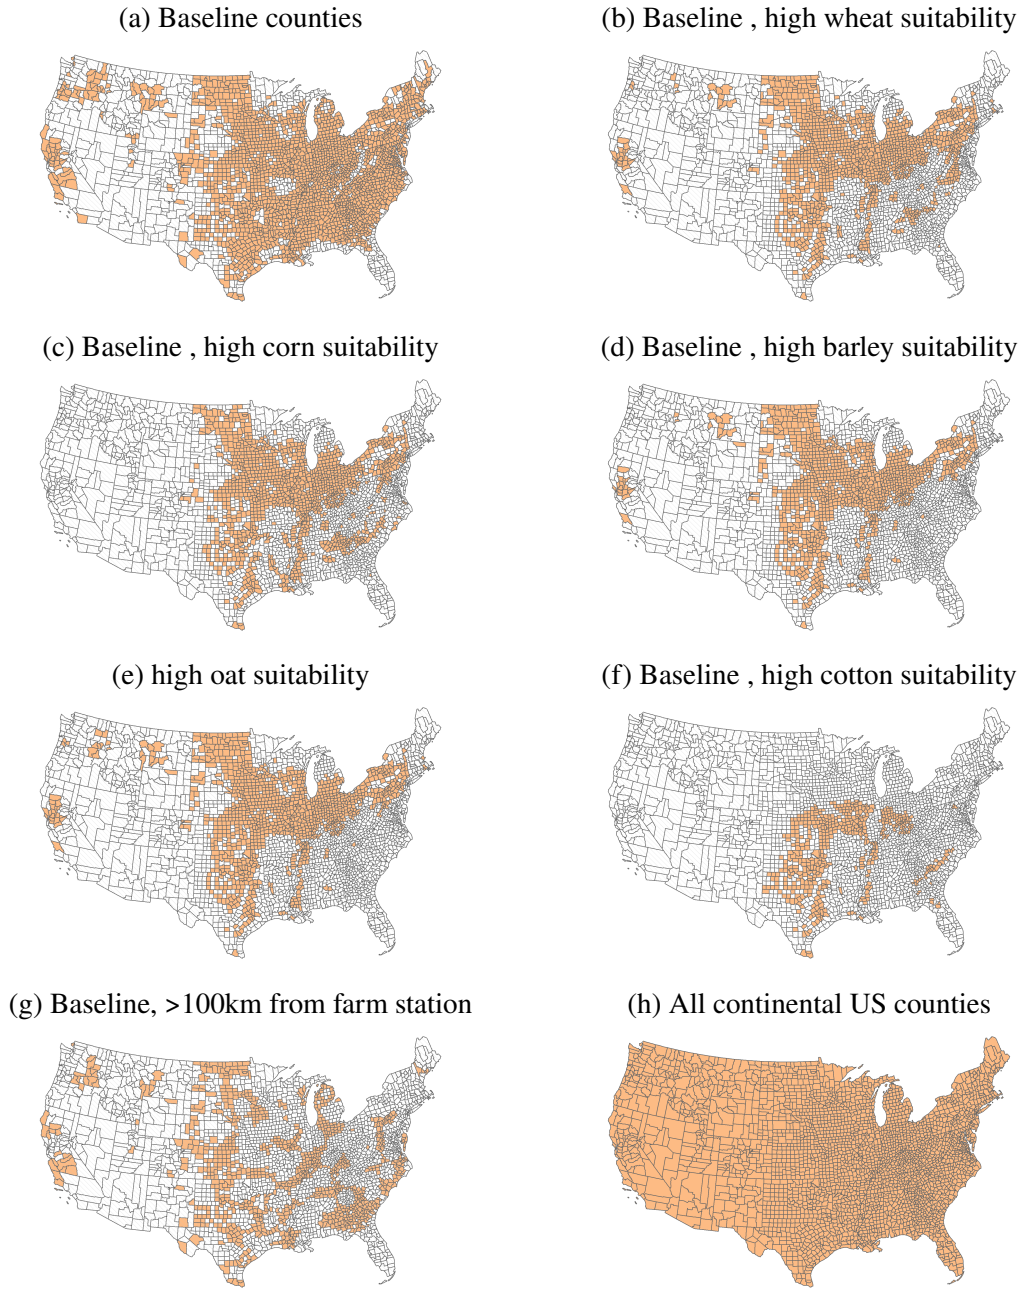 (a) Baseline counties
(b) Baseline , high wheat suitability
(c) Baseline , high corn suitability
(d) Baseline , high barley suitability
(e) high oat suitability
(f) Baseline , high cotton suitability
(g) Baseline, >100km from farm station
(h) All continental US counties